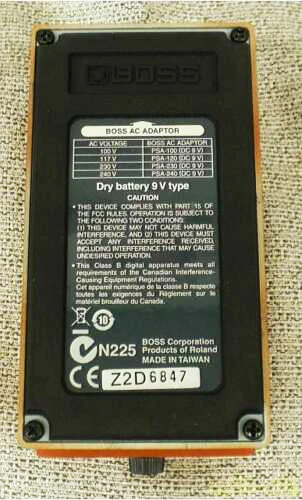 BOSS
BOSS AC ADAPTOR
AC VOLTAGE BOSS AC ADAPTOR
100 V PSA-100 (DC 9 V)
117 V PSA-120 (DC 9 V)
230 V PSA-230 (DC 9 V)
240 V PSA-240 (DC 9 V)
Dry battery 9 V type
CAUTION
• THIS DEVICE COMPLIES WITH PART 15 OF
THE FCC RULES. OPERATION IS SUBJECT TO
THE FOLLOWING TWO CONDITIONS:
(1) THIS DEVICE MAY NOT CAUSE HARMFUL
INTERFERENCE, AND (2) THIS DEVICE MUST
ACCEPT ANY INTERFERENCE RECEIVED,
INCLUDING INTERFERENCE THAT MAY CAUSE
UNDESIRED OPERATION.
• This Class B digital apparatus meets all
requirements of the Canadian Interference-
Causing Equipment Regulations.
Cet appareil numérique de la classe B respecte
toutes les exigences du Règlement sur le
matériel brouilleur du Canada.
10
N225
BOSS Corporation
Products of Roland
MADE IN TAIWAN
CE
Z2D6847